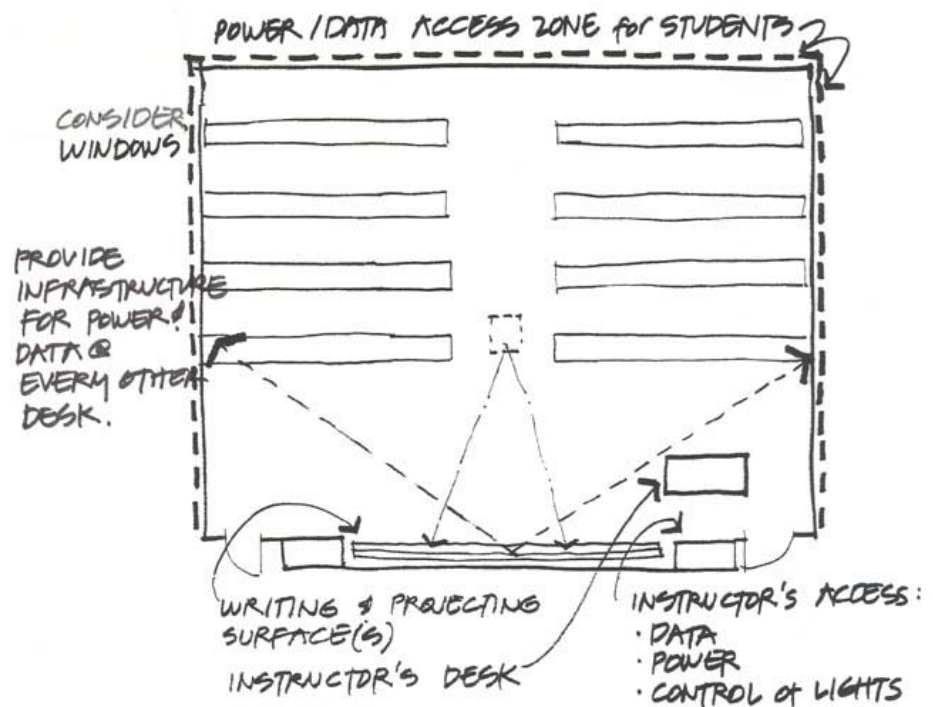 POWER / DATA ACCESS ZONE for STUDENTS
CONSIDER
WINDOWS
PROVIDE
INFRASTRUCTURE
FOR POWER &
DATA @
EVERY OTHER
DESK.
WRITING & PROJECTING
SURFACE(S)
INSTRUCTOR'S DESK
INSTRUCTOR'S ACCESS:
· DATA
· POWER
· CONTROL of LIGHTS